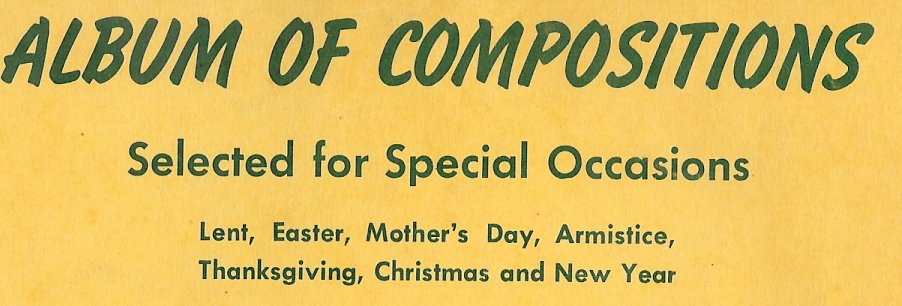 ALBUM OF COMPOSITIONS
Selected for Special Occasions
Lent, Easter, Mother's Day, Armistice,
Thanksgiving, Christmas and New Year